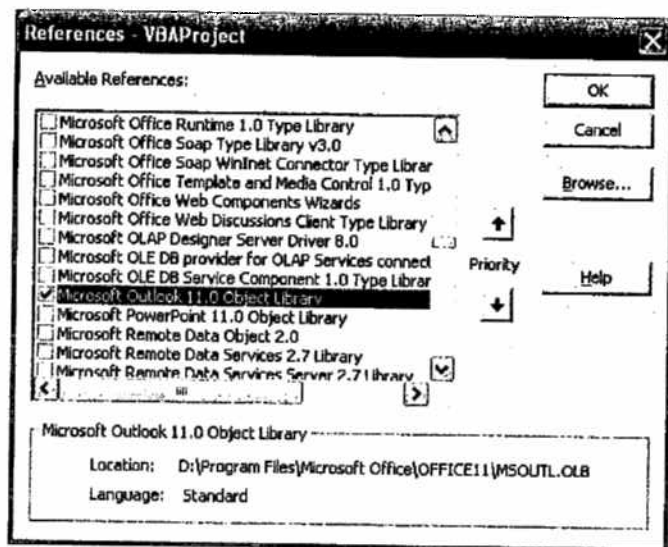 References - VBAProject
Available References:
Microsoft Office Runtime 1.0 Type Library
Microsoft Office Soap Type Library v3.0
Microsoft Office Soap WinInet Connector Type Librar
Microsoft Office Template and Media Control 1.0 Typ
Microsoft Office Web Components Wizards
Microsoft Office Web Discussions Client Type Library
Microsoft OLAP Designer Server Driver 8.0
Microsoft OLE DB provider for OLAP Services connect
Microsoft OLE DB Service Component 1.0 Type Librar
Microsoft Outlook 11.0 Object Library
Microsoft PowerPoint 11.0 Object Library
Microsoft Remote Data Object 2.0
Microsoft Remote Data Services 2.7 Library
Microsoft Remote Data Services Server 2.7 Library
OK
Cancel
Browse...
Priority
Help
Microsoft Outlook 11.0 Object Library
Location: D:\Program Files\Microsoft Office\OFFICE11\MSOUTL.OLB
Language: Standard